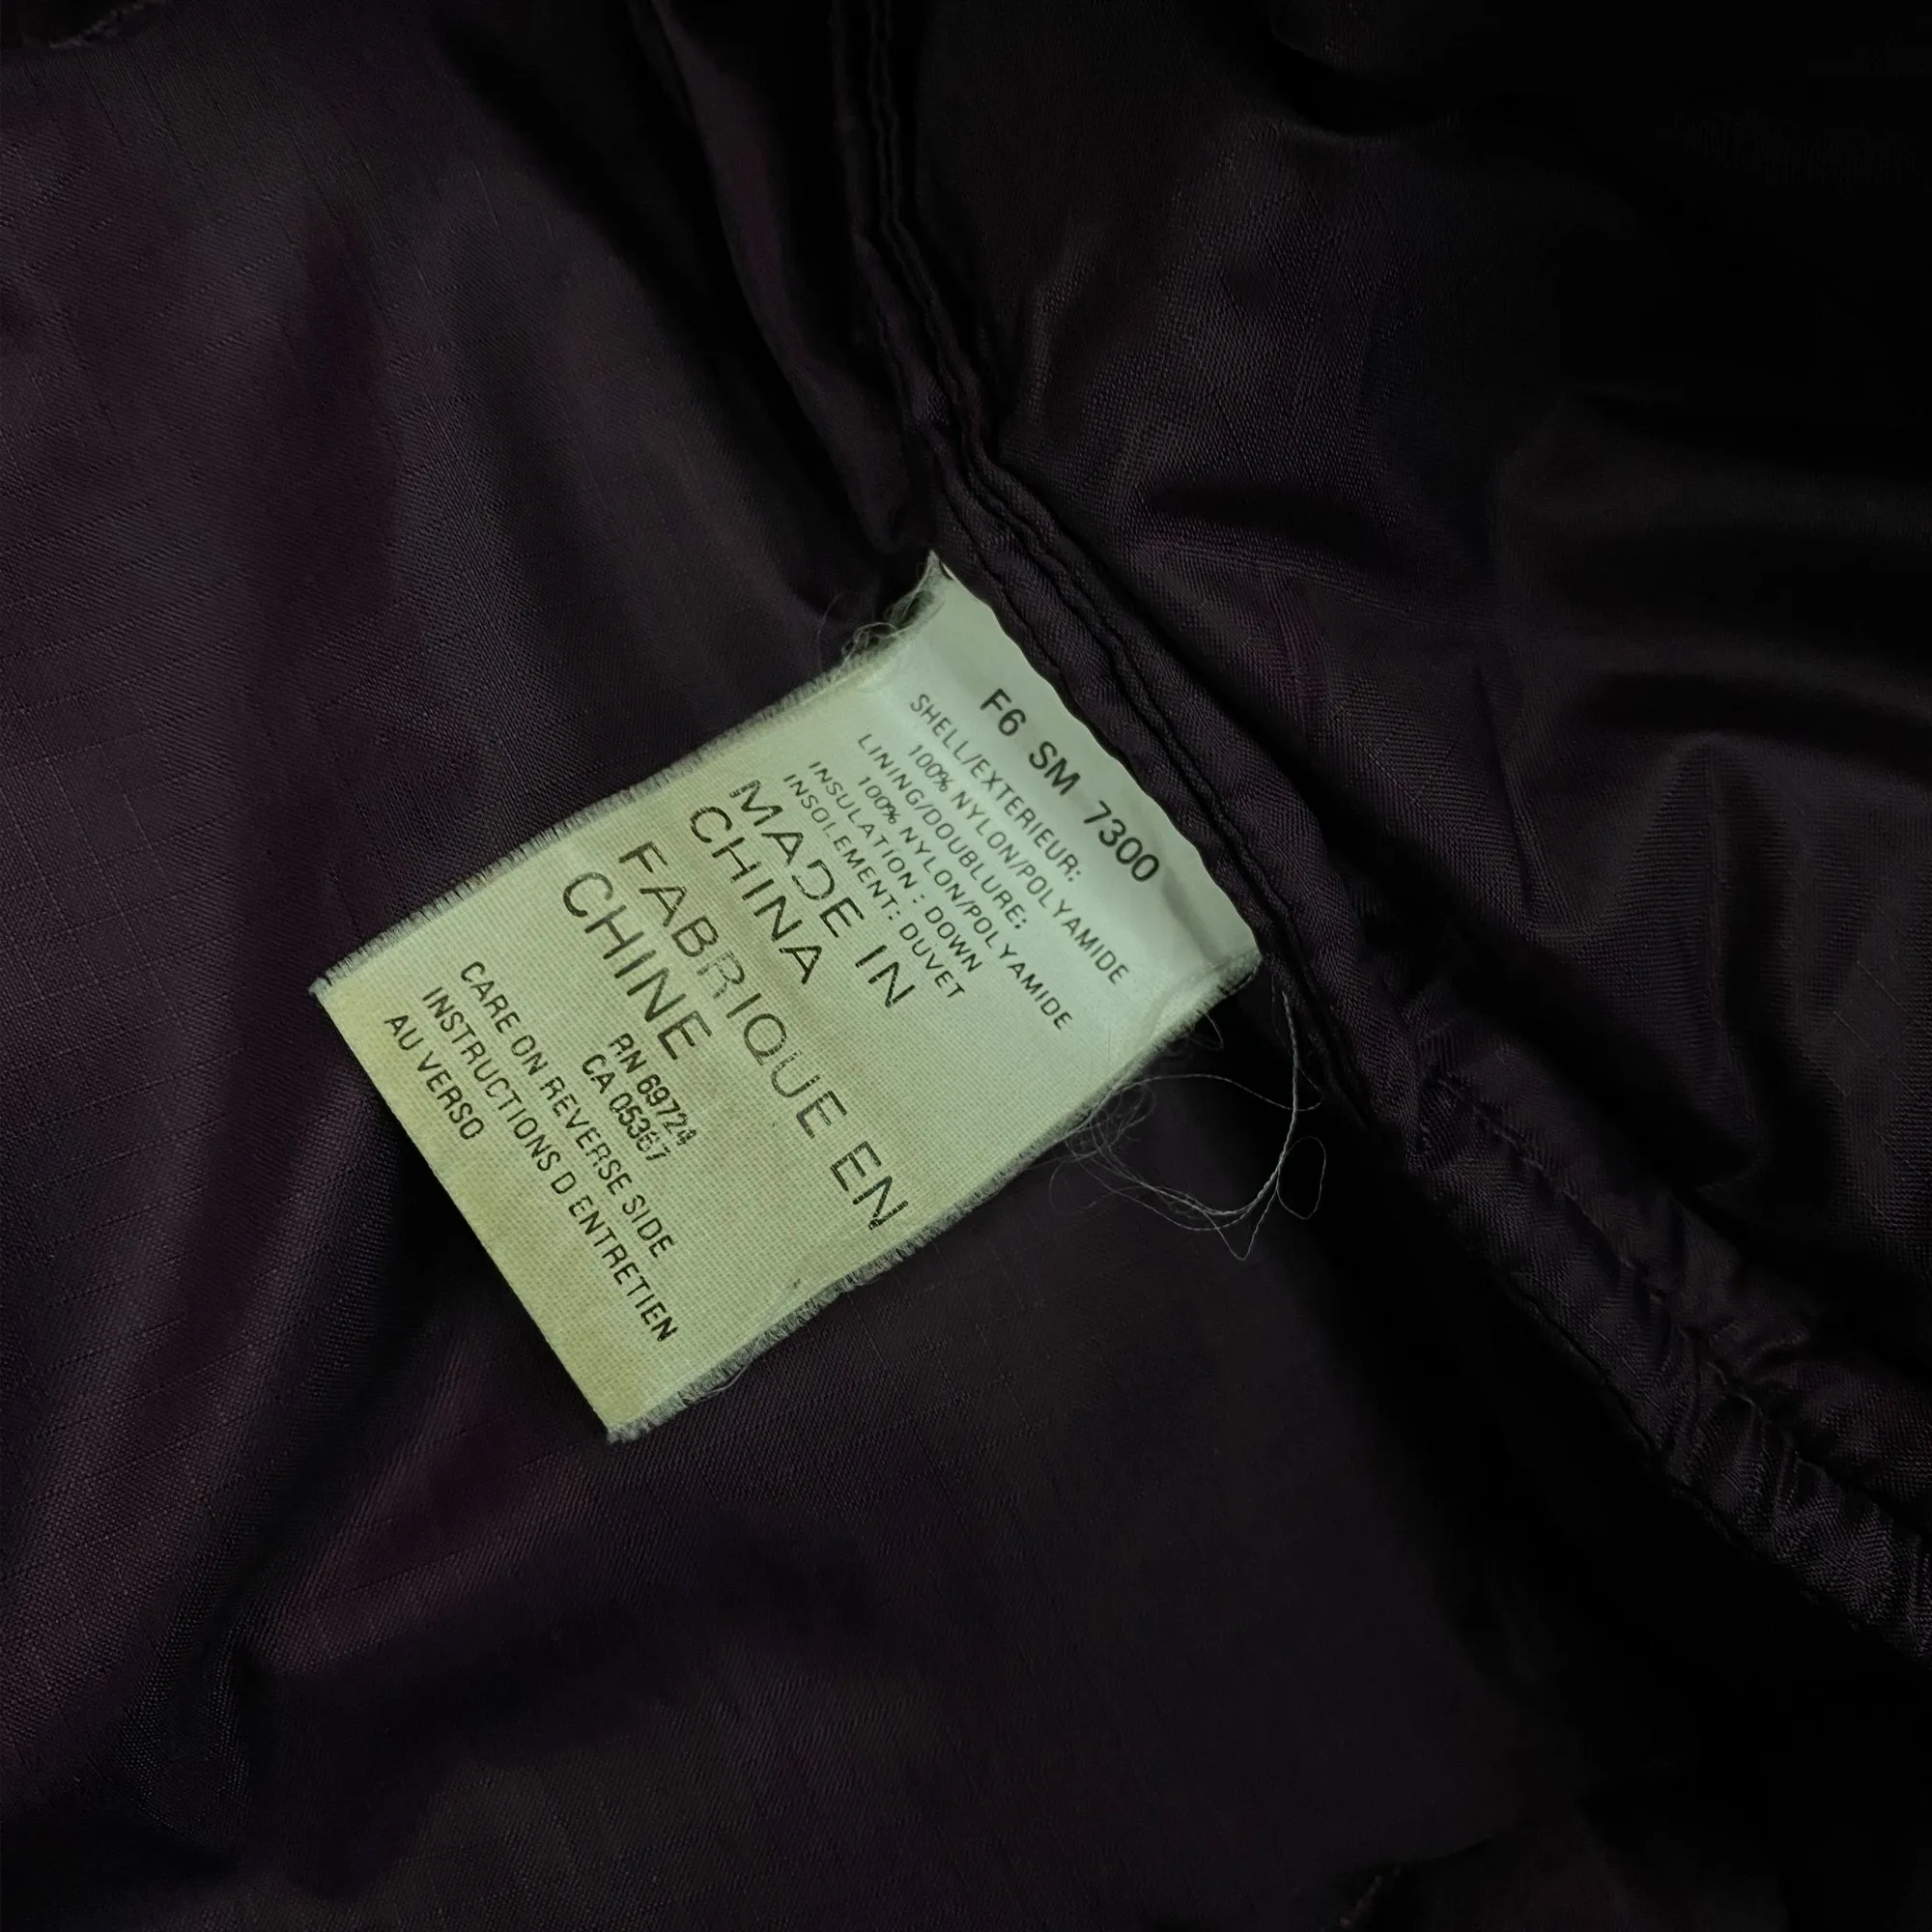 F6 SM 7300
SHELL/EXTERIEUR:
100% NYLON/POLYAMIDE
LINING/DOUBLURE:
100% NYLON/POLYAMIDE
INSULATION : DOWN
INSOLEMENT: DUVET
MADE IN
CHINA
FABRIQUE EN
CHINE
RN 69724
CA 05367
CARE ON REVERSE SIDE
INSTRUCTIONS D ENTRETIEN
AU VERSO